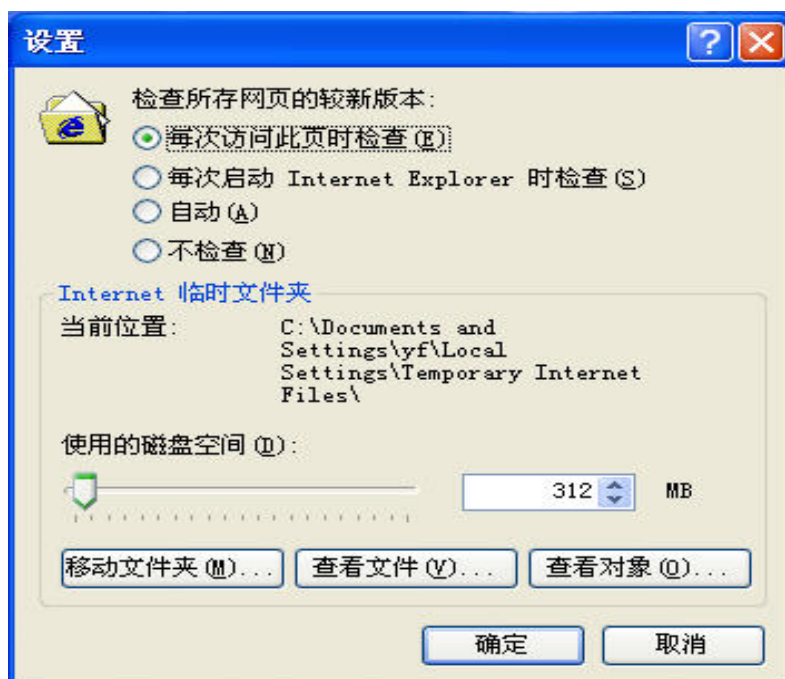 设置
检查所存网页的较新版本:
每次访问此页时检查(E)
每次启动 Internet Explorer 时检查(S)
自动(A)
不检查(N)
Internet 临时文件夹
当前位置: C:\Documents and
Settings\yf\Local
Settings\Temporary Internet
Files\
使用的磁盘空间(D):
312 MB
移动文件夹(M)... 查看文件(V)... 查看对象(O)...
确定 取消